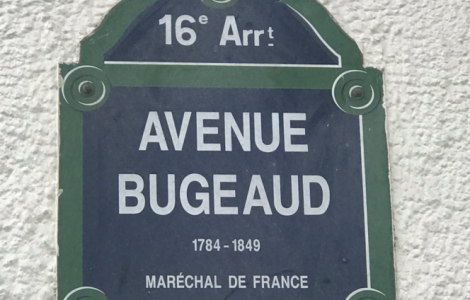 16e Arrt
AVENUE
BUGEAUD
1784 - 1849
MARÉCHAL DE FRANCE